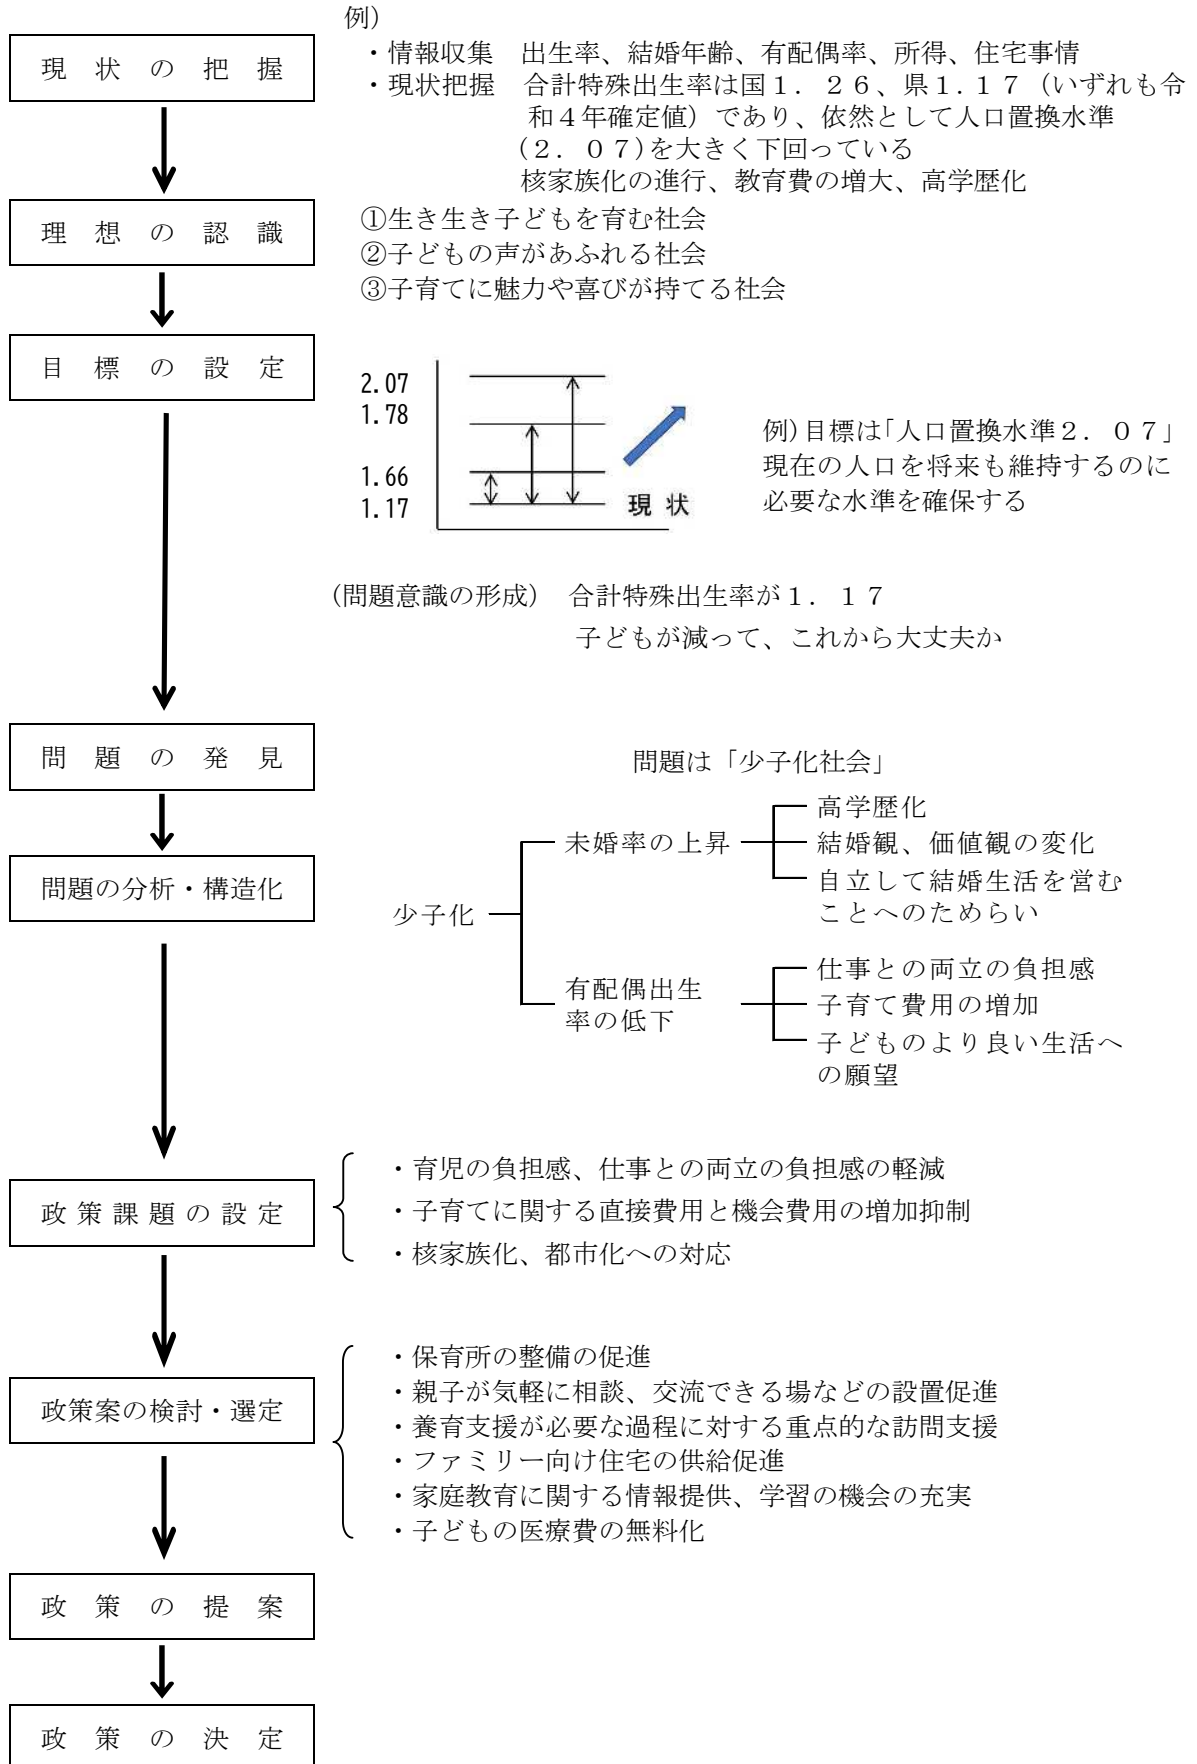 例）
現状の把握
・情報収集　出生率、結婚年齢、有配偶率、所得、住宅事情
・現状把握　合計特殊出生率は国１．２６、県１.１７（いずれも令
和４年確定値）であり、依然として人口置換水準
（２．０７）を大きく下回っている
核家族化の進行、教育費の増大、高学歴化
理想の認識
①生き生き子どもを育む社会
②子どもの声があふれる社会
③子育てに魅力や喜びが持てる社会
目標の設定
2.07
1.78
1.66
1.17
現状
例）目標は「人口置換水準２．０７」
現在の人口を将来も維持するのに
必要な水準を確保する
（問題意識の形成）　合計特殊出生率が１．１７
子どもが減って、これから大丈夫か
問題の発見
問題は「少子化社会」
問題の分析・構造化
少子化
未婚率の上昇
高学歴化
結婚観、価値観の変化
自立して結婚生活を営む
ことへのためらい
有配偶出生
率の低下
仕事との両立の負担感
子育て費用の増加
子どものより良い生活へ
の願望
政策課題の設定
・育児の負担感、仕事との両立の負担感の軽減
・子育てに関する直接費用と機会費用の増加抑制
・核家族化、都市化への対応
政策案の検討・選定
・保育所の整備の促進
・親子が気軽に相談、交流できる場などの設置促進
・養育支援が必要な過程に対する重点的な訪問支援
・ファミリー向け住宅の供給促進
・家庭教育に関する情報提供、学習の機会の充実
・子どもの医療費の無料化
政策の提案
政策の決定